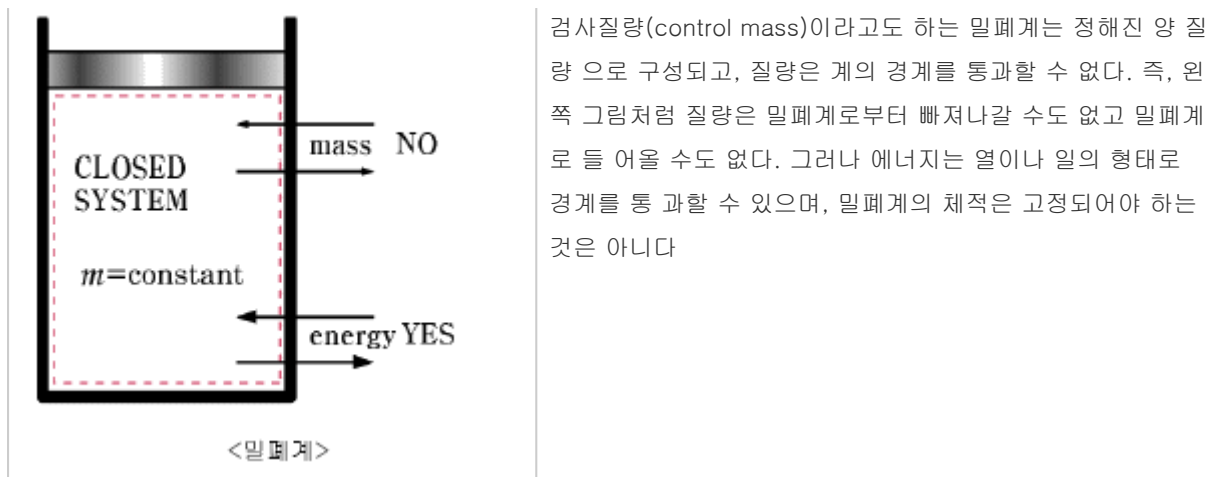 CLOSED
SYSTEM
m=constant
mass NO
energy YES
<밀폐계>
검사질량(control mass)이라고도 하는 밀폐계는 정해진 양 질
량 으로 구성되고, 질량은 계의 경계를 통과할 수 없다. 즉, 왼
쪽 그림처럼 질량은 밀폐계로부터 빠져나갈 수도 없고 밀폐계
로 들 어올 수도 없다. 그러나 에너지는 열이나 일의 형태로
경계를 통 과할 수 있으며, 밀폐계의 체적은 고정되어야 하는
것은 아니다